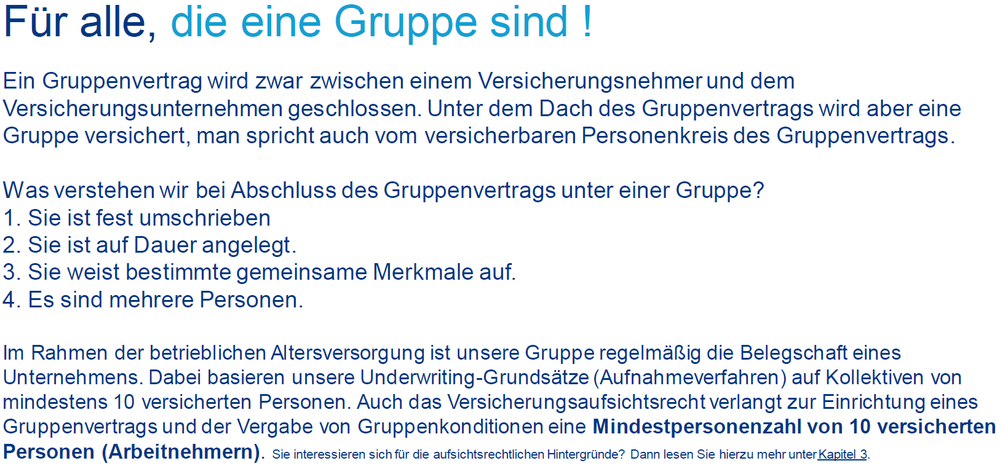 Für alle, die eine Gruppe sind !
Ein Gruppenvertrag wird zwar zwischen einem Versicherungsnehmer und dem
Versicherungsunternehmen geschlossen. Unter dem Dach des Gruppenvertrags wird aber eine
Gruppe versichert, man spricht auch vom versicherbaren Personenkreis des Gruppenvertrags.
Was verstehen wir bei Abschluss des Gruppenvertrags unter einer Gruppe?
1. Sie ist fest umschrieben
2. Sie ist auf Dauer angelegt.
3. Sie weist bestimmte gemeinsame Merkmale auf.
4. Es sind mehrere Personen.
Im Rahmen der betrieblichen Altersversorgung ist unsere Gruppe regelmäßig die Belegschaft eines
Unternehmens. Dabei basieren unsere Underwriting-Grundsätze (Aufnahmeverfahren) auf Kollektiven von
mindestens 10 versicherten Personen. Auch das Versicherungsaufsichtsrecht verlangt zur Einrichtung eines
Gruppenvertrags und der Vergabe von Gruppenkonditionen eine Mindestpersonenzahl von 10 versicherten
Personen (Arbeitnehmern). Sie interessieren sich für die aufsichtsrechtlichen Hintergründe? Dann lesen Sie hierzu mehr unter Kapitel 3.